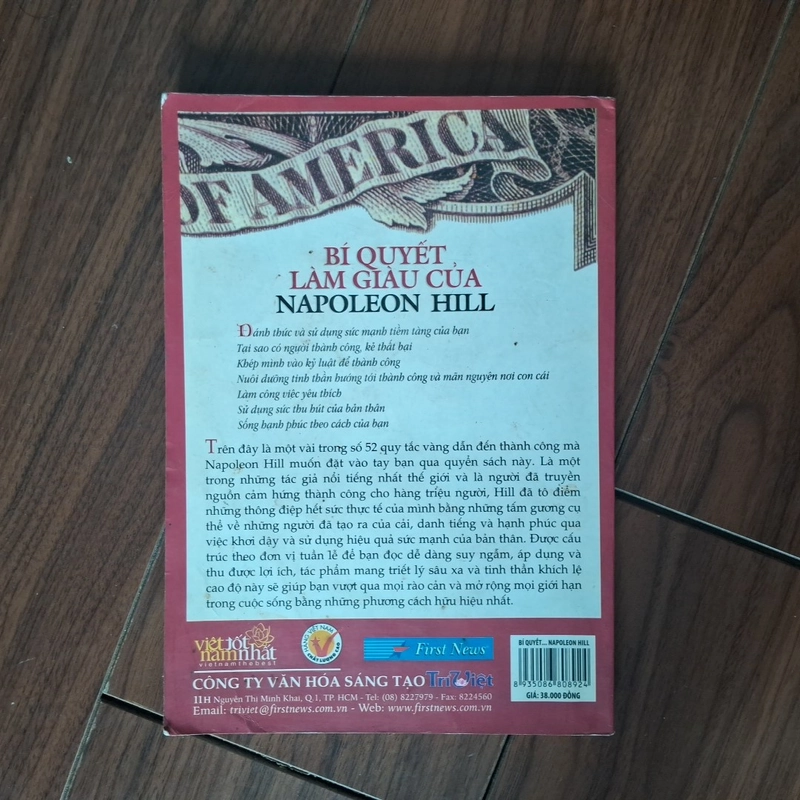 OF AMERICA
BÍ QUYẾT
LÀM GIÀU CỦA
NAPOLEON HILL
Đánh thức và sử dụng sức mạnh tiềm tàng của bạn
Tại sao có người thành công, kẻ thất bại
Khép mình vào kỷ luật để thành công
Nuôi dưỡng tinh thần hướng tới thành công và mãn nguyện nơi con cái
Làm công việc yêu thích
Sử dụng sức thu hút của bản thân
Sống hạnh phúc theo cách của bạn
Trên đây là một vài trong số 52 quy tắc vàng dẫn đến thành công mà
Napoleon Hill muốn đặt vào tay bạn qua quyển sách này. Là một
trong những tác giả nổi tiếng nhất thế giới và là người đã truyền
nguồn cảm hứng thành công cho hàng triệu người, Hill đã tô điểm
những thông điệp hết sức thực tế của mình bằng những tấm gương cụ
thể về những người đã tạo ra của cải, danh tiếng và hạnh phúc qua
việc khơi dậy và sử dụng hiệu quả sức mạnh của bản thân. Được cấu
trúc theo đơn vị tuần lễ để bạn đọc dễ dàng suy ngẫm, áp dụng và
thu được lợi ích, tác phẩm mang triết lý sâu xa và tinh thần khích lệ
cao độ này sẽ giúp bạn vượt qua mọi rào cản và mở rộng mọi giới hạn
trong cuộc sống bằng những phương cách hữu hiệu nhất.
việt tốt
nam nhất
vietnamthebest
HÀNG VIỆT NAM
CHẤT LƯỢNG CAO
First News
BÍ QUYẾT... NAPOLEON HILL
8 935086 808924
GIÁ: 38.000 ĐỒNG
CÔNG TY VĂN HÓA SÁNG TẠO Trí Việt
11H Nguyễn Thị Minh Khai, Q.1, TP. HCM - Tel: (08) 8227979 - Fax: 8224560
Email: triviet@firstnews.com.vn - Web: www.firstnews.com.vn